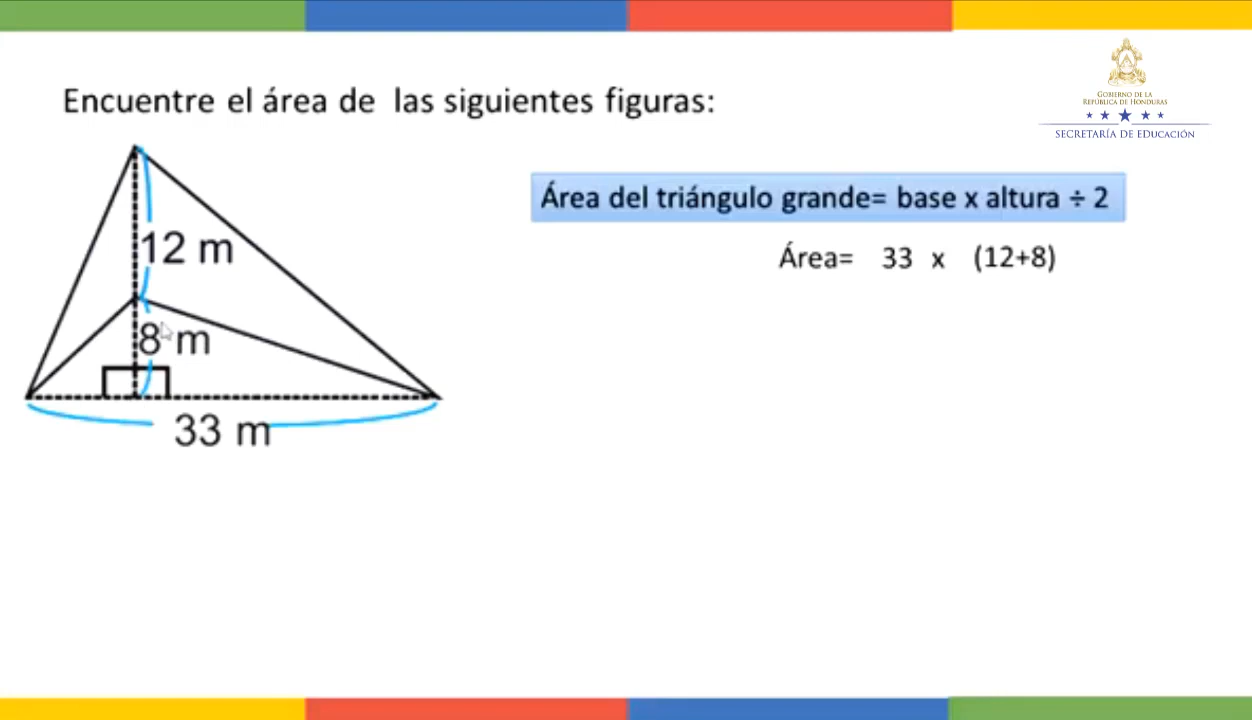 GOBIERNO DE LA
REPÚBLICA DE HONDURAS
SECRETARÍA DE EDUCACIÓN
Encuentre el área de las siguientes figuras:
Área del triángulo grande= base x altura ÷ 2
Área= 33 x (12+8)
12 m
8 m
33 m